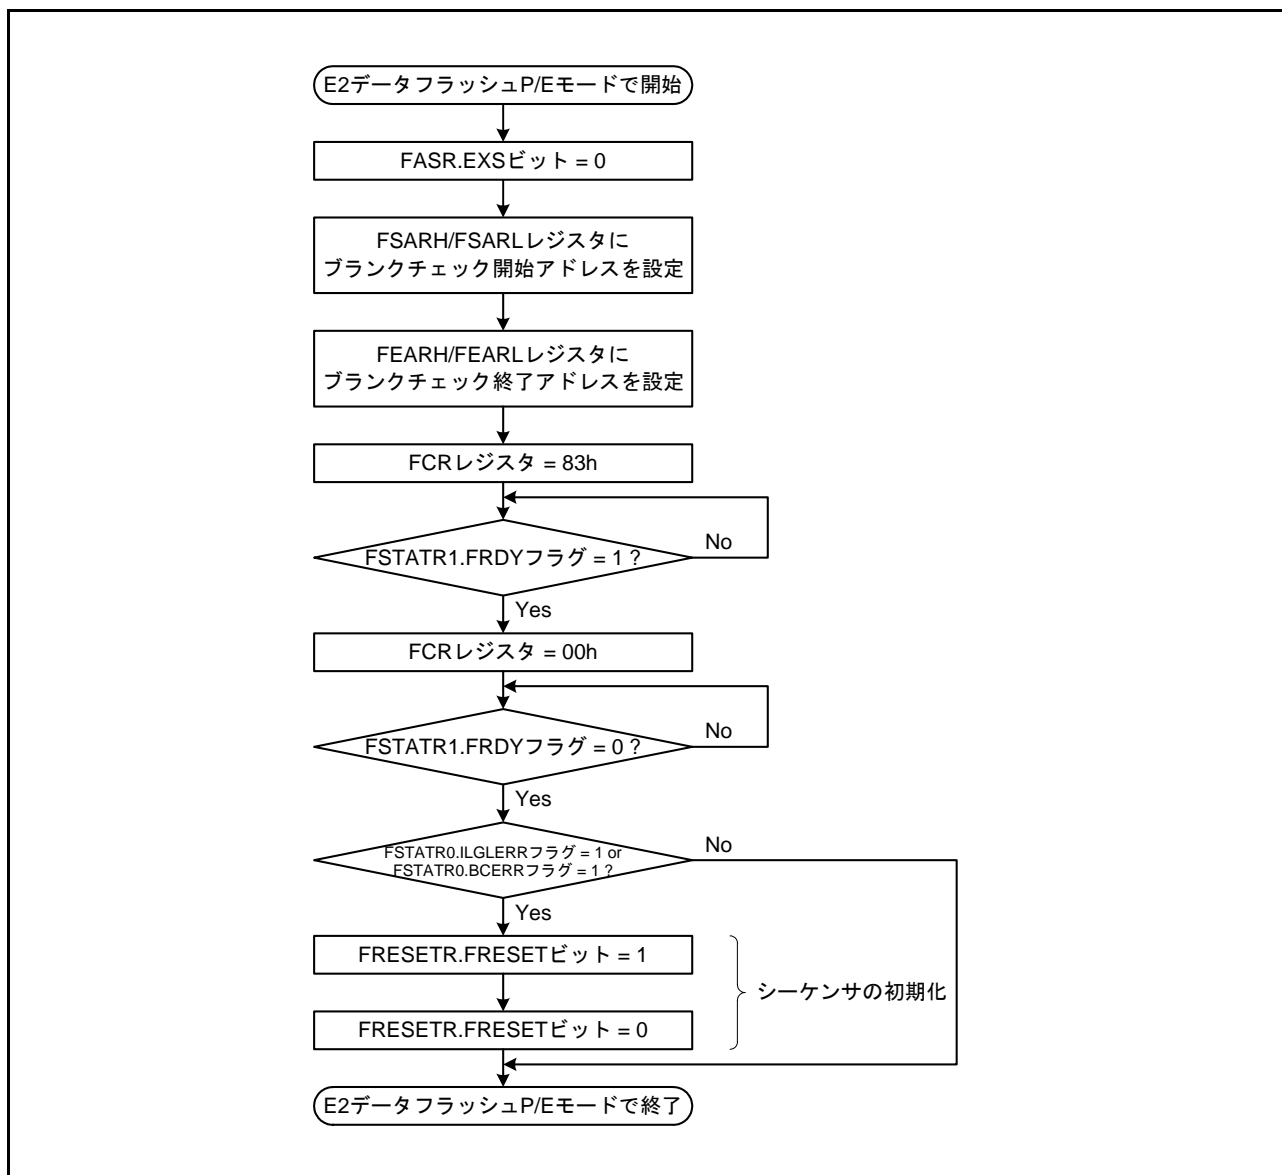 E2データフラッシュP/Eモードで開始
FASR.EXSビット = 0
FSARH/FSARLレジスタに
ブランクチェック開始アドレスを設定
FEARH/FEARLレジスタに
ブランクチェック終了アドレスを設定
FCRレジスタ = 83h
FSTATR1.FRDYフラグ = 1 ?
No
Yes
FCRレジスタ = 00h
FSTATR1.FRDYフラグ = 0 ?
No
Yes
FSTATR0.ILGLERRフラグ = 1 or
FSTATR0.BCERRフラグ = 1 ?
No
Yes
FRESETR.FRESETビット = 1
シーケンサの初期化
FRESETR.FRESETビット = 0
E2データフラッシュP/Eモードで終了